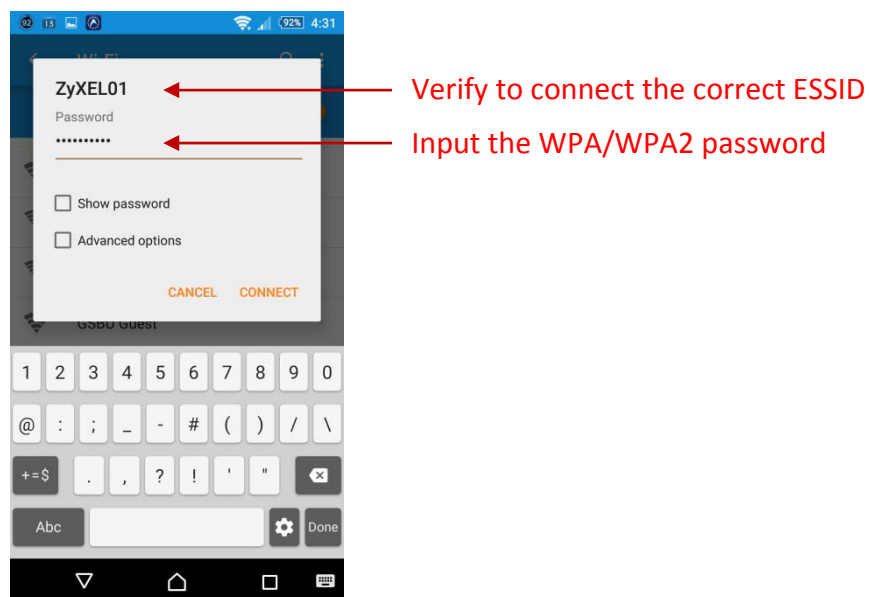 92 13 92% 4:31
Wi-Fi
ZyXEL01
Verify to connect the correct ESSID
Password
••••••••••
Input the WPA/WPA2 password
Show password
Advanced options
CANCEL CONNECT
GSBU Guest
1 2 3 4 5 6 7 8 9 0
@ : ; _ - # ( ) / \
+=$ . , ? ! ' "
Abc Done